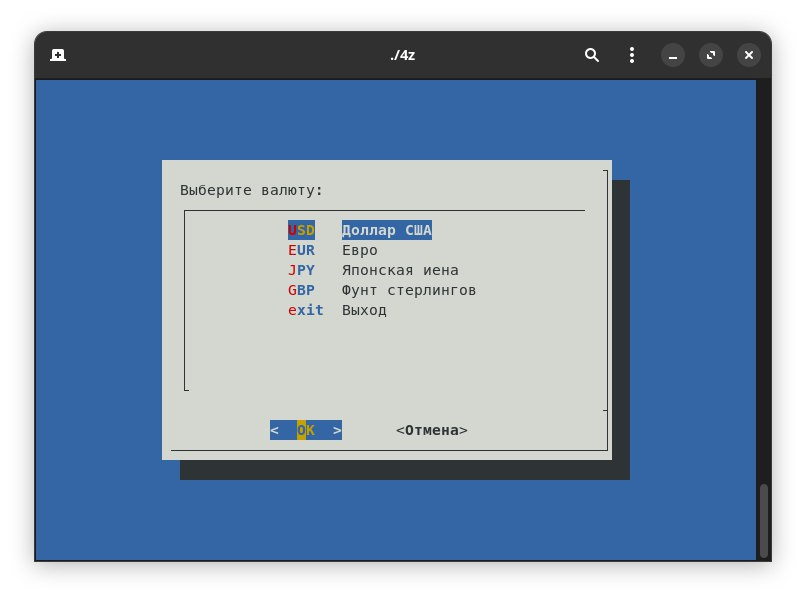 ./4z
Выберите валюту:
USD Доллар США
EUR Евро
JPY Японская иена
GBP Фунт стерлингов
exit Выход
< OK > <Отмена>